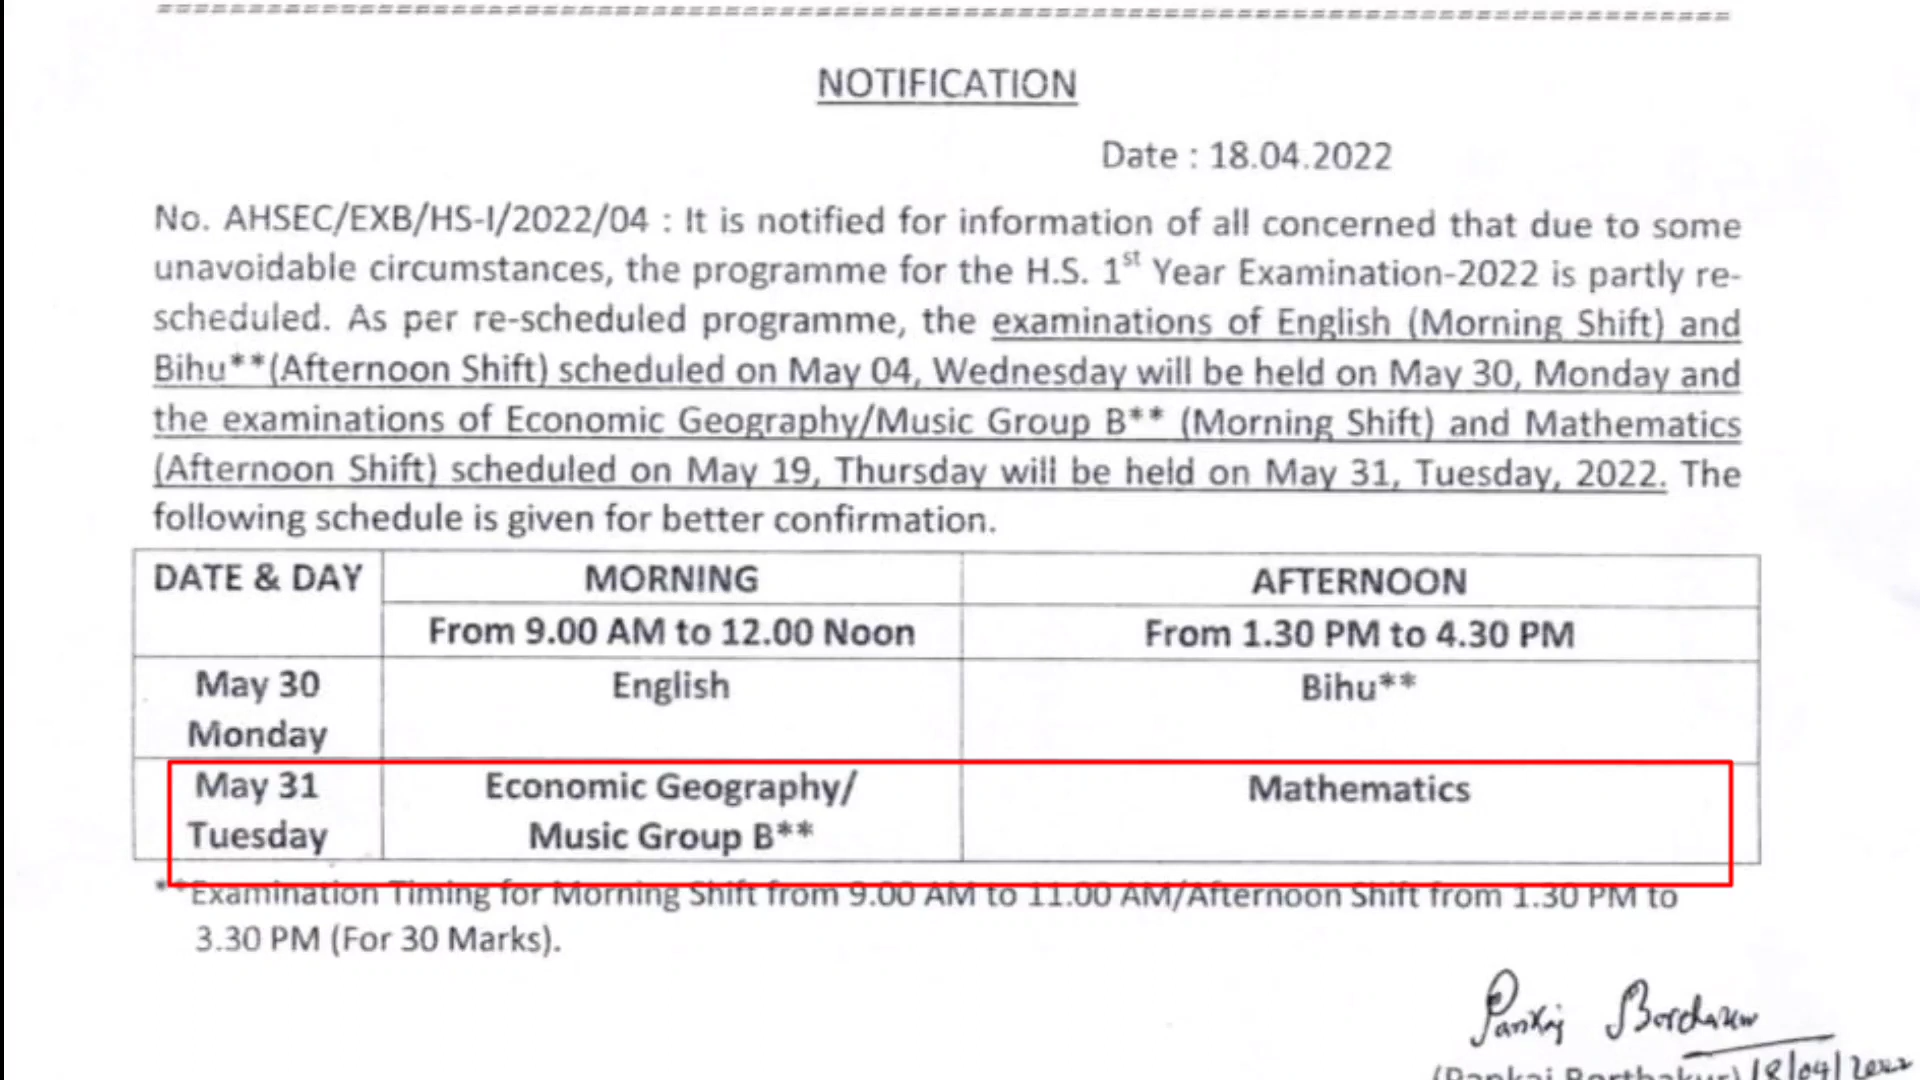 NOTIFICATION
Date : 18.04.2022
No. AHSEC/EXB/HS-I/2022/04 : It is notified for information of all concerned that due to some
unavoidable circumstances, the programme for the H.S. 1st Year Examination-2022 is partly re-
scheduled. As per re-scheduled programme, the examinations of English (Morning Shift) and
Bihu**(Afternoon Shift) scheduled on May 04, Wednesday will be held on May 30, Monday and
the examinations of Economic Geography/Music Group B** (Morning Shift) and Mathematics
(Afternoon Shift) scheduled on May 19, Thursday will be held on May 31, Tuesday, 2022. The
following schedule is given for better confirmation.
DATE & DAY MORNING AFTERNOON
From 9.00 AM to 12.00 Noon From 1.30 PM to 4.30 PM
May 30 English Bihu**
Monday
May 31 Economic Geography/ Mathematics
Tuesday Music Group B**
**Examination Timing for Morning Shift from 9.00 AM to 11.00 AM/Afternoon Shift from 1.30 PM to
3.30 PM (For 30 Marks).
Pankaj Borthakur
(Pankaj Borthakur) 18/04/2022